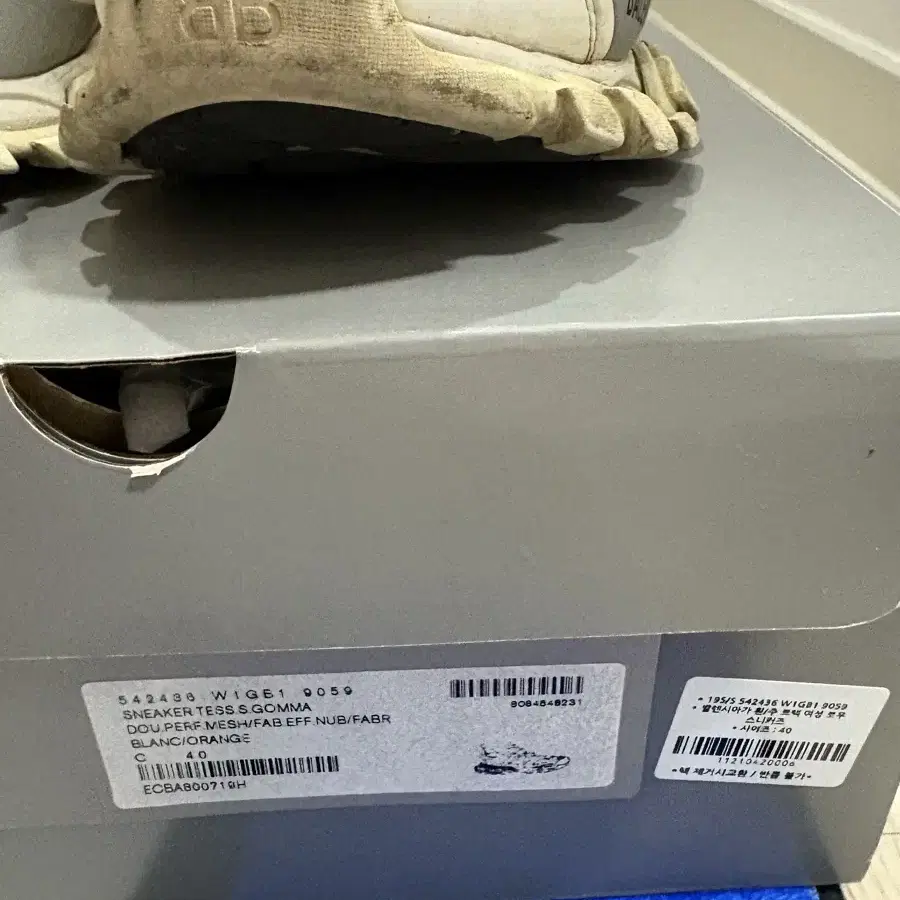 542436 W1GB1 9059
SNEAKER TESS.S.GOMMA
DOU.PERF.MESH/FAB.EFF.NUB/FABR
BLANC/ORANGE
C 40
ECBA800719H
8084848231
* 19S/S 542436 W1GB1 9059
* 발렌시아가 흰/주 트랙 여성 로우
스니커즈
* 사이즈 : 40
11210420006
-택 제거시교환 / 반품 불가-